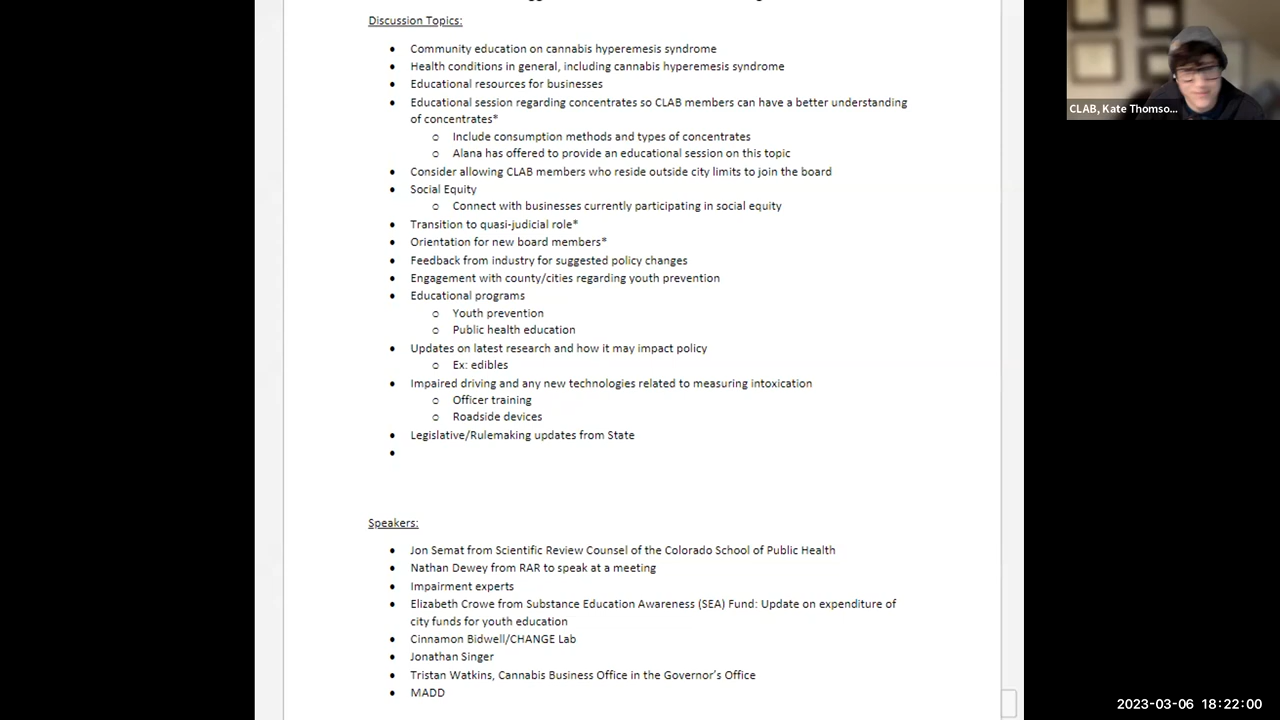 Discussion Topics:
• Community education on cannabis hyperemesis syndrome
• Health conditions in general, including cannabis hyperemesis syndrome
• Educational resources for businesses
• Educational session regarding concentrates so CLAB members can have a better understanding
of concentrates*
o Include consumption methods and types of concentrates
o Alana has offered to provide an educational session on this topic
• Consider allowing CLAB members who reside outside city limits to join the board
• Social Equity
o Connect with businesses currently participating in social equity
• Transition to quasi-judicial role*
• Orientation for new board members*
• Feedback from industry for suggested policy changes
• Engagement with county/cities regarding youth prevention
• Educational programs
o Youth prevention
o Public health education
• Updates on latest research and how it may impact policy
o Ex: edibles
• Impaired driving and any new technologies related to measuring intoxication
o Officer training
o Roadside devices
• Legislative/Rulemaking updates from State
•
Speakers:
• Jon Semat from Scientific Review Counsel of the Colorado School of Public Health
• Nathan Dewey from RAR to speak at a meeting
• Impairment experts
• Elizabeth Crowe from Substance Education Awareness (SEA) Fund: Update on expenditure of
city funds for youth education
• Cinnamon Bidwell/CHANGE Lab
• Jonathan Singer
• Tristan Watkins, Cannabis Business Office in the Governor's Office
• MADD
CLAB, Kate Thomso...
2023-03-06 18:22:00